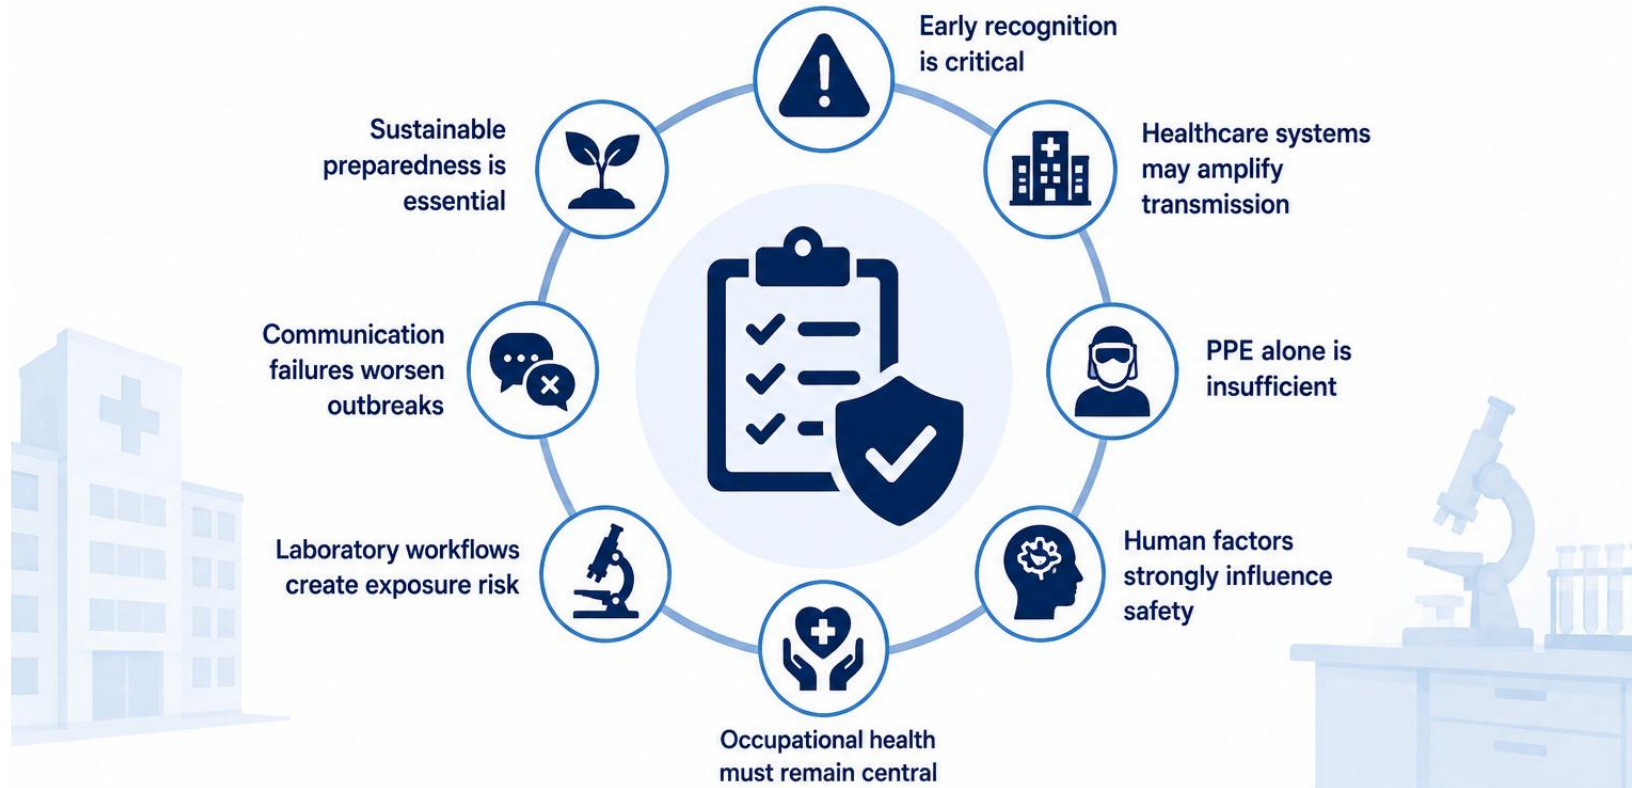 Early recognition
is critical
Healthcare systems
may amplify
transmission
PPE alone is
insufficient
Human factors
strongly influence
safety
Occupational health
must remain central
Laboratory workflows
create exposure risk
Communication
failures worsen
outbreaks
Sustainable
preparedness is
essential